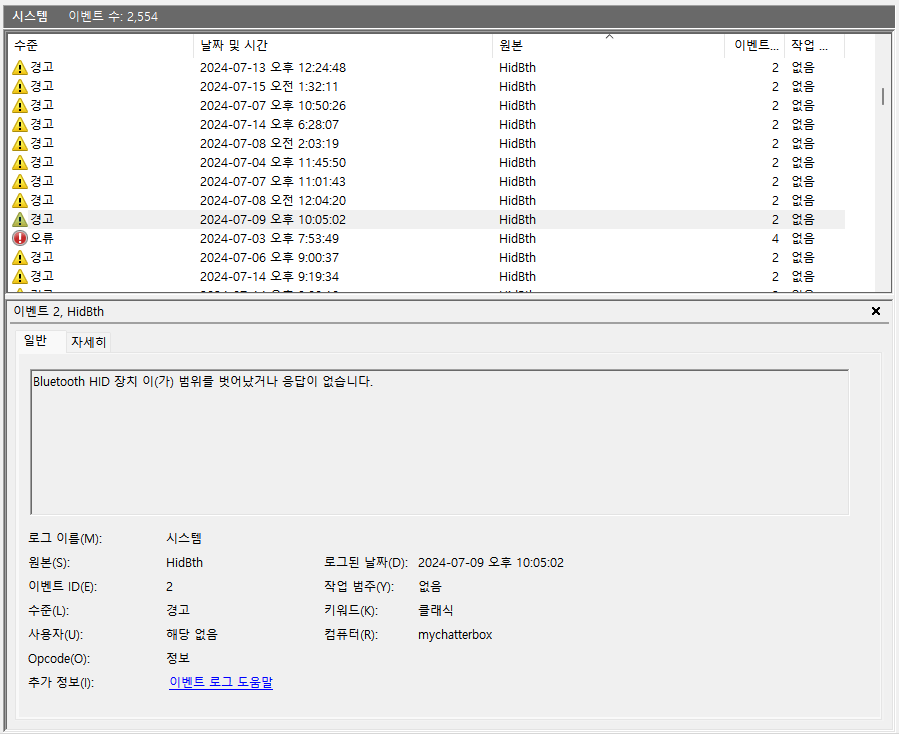 시스템 이벤트 수: 2,554
수준 날짜 및 시간 원본 이벤트... 작업 ...
경고 2024-07-13 오후 12:24:48 HidBth 2 없음
경고 2024-07-15 오전 1:32:11 HidBth 2 없음
경고 2024-07-07 오후 10:50:26 HidBth 2 없음
경고 2024-07-14 오후 6:28:07 HidBth 2 없음
경고 2024-07-08 오전 2:03:19 HidBth 2 없음
경고 2024-07-04 오후 11:45:50 HidBth 2 없음
경고 2024-07-07 오후 11:01:43 HidBth 2 없음
경고 2024-07-08 오전 12:04:20 HidBth 2 없음
경고 2024-07-09 오후 10:05:02 HidBth 2 없음
오류 2024-07-03 오후 7:53:49 HidBth 4 없음
경고 2024-07-06 오후 9:00:37 HidBth 2 없음
경고 2024-07-14 오후 9:19:34 HidBth 2 없음
이벤트 2, HidBth
일반 자세히
Bluetooth HID 장치 이(가) 범위를 벗어났거나 응답이 없습니다.
로그 이름(M): 시스템
원본(S): HidBth 로그된 날짜(D): 2024-07-09 오후 10:05:02
이벤트 ID(E): 2 작업 범주(Y): 없음
수준(L): 경고 키워드(K): 클래식
사용자(U): 해당 없음 컴퓨터(R): mychatterbox
Opcode(O): 정보
추가 정보(I): 이벤트 로그 도움말